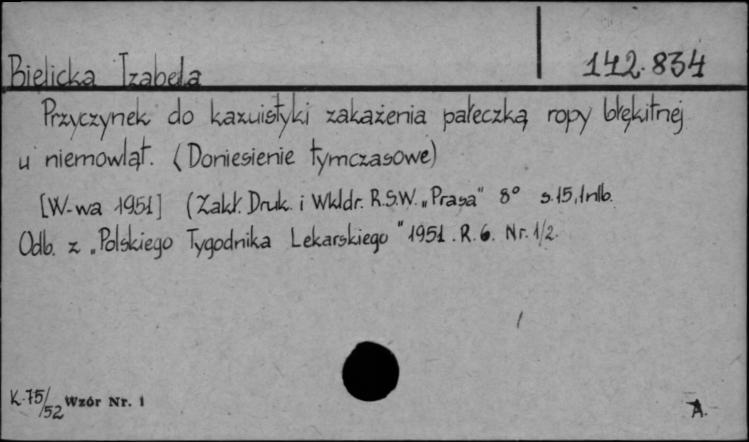 142.834
Bielicka Izabela
Przyczynek do kazuistyki zakażenia pałeczką ropy błękitnej
u niemowląt. (Doniesienie tymczasowe)
[W-wa 1951] (Zakł. Druk. i Wkldr. R.S.W. „Prasa" 8° s.15,1nlb.
Odb. z „Polskiego Tygodnika Lekarskiego" 1951. R. 6. Nr. 1/2.
K-75/52 Wzór Nr. 1
A.